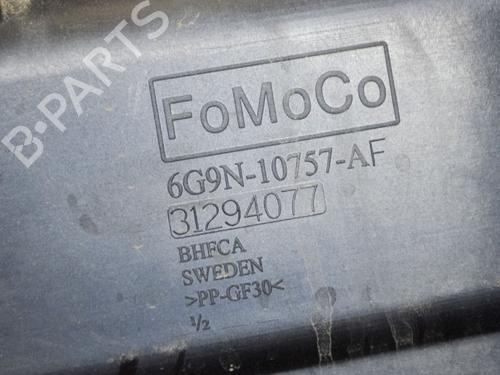 B-PARTS
FoMoCo
6G9N-10757-AF
31294077
BHFCA
SWEDEN
>PP-GF30<
½